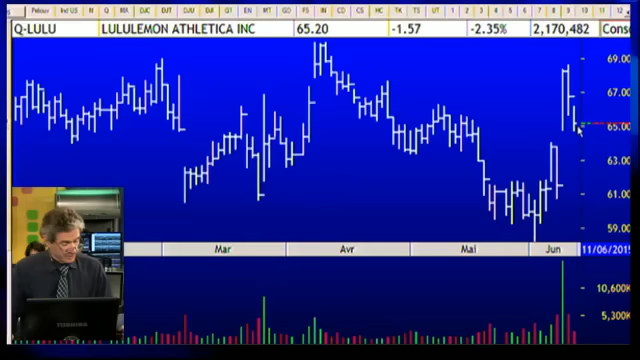 Q-LULU LULULEMON ATHLETICA INC 65.20 -1.57 -2.35% 2,170,482 Cons
69.00
67.00
65.00
63.00
61.00
59.00
Mar Avr Mai Jun 11/06/2015
10,600K
5,300K
TOSHIBA